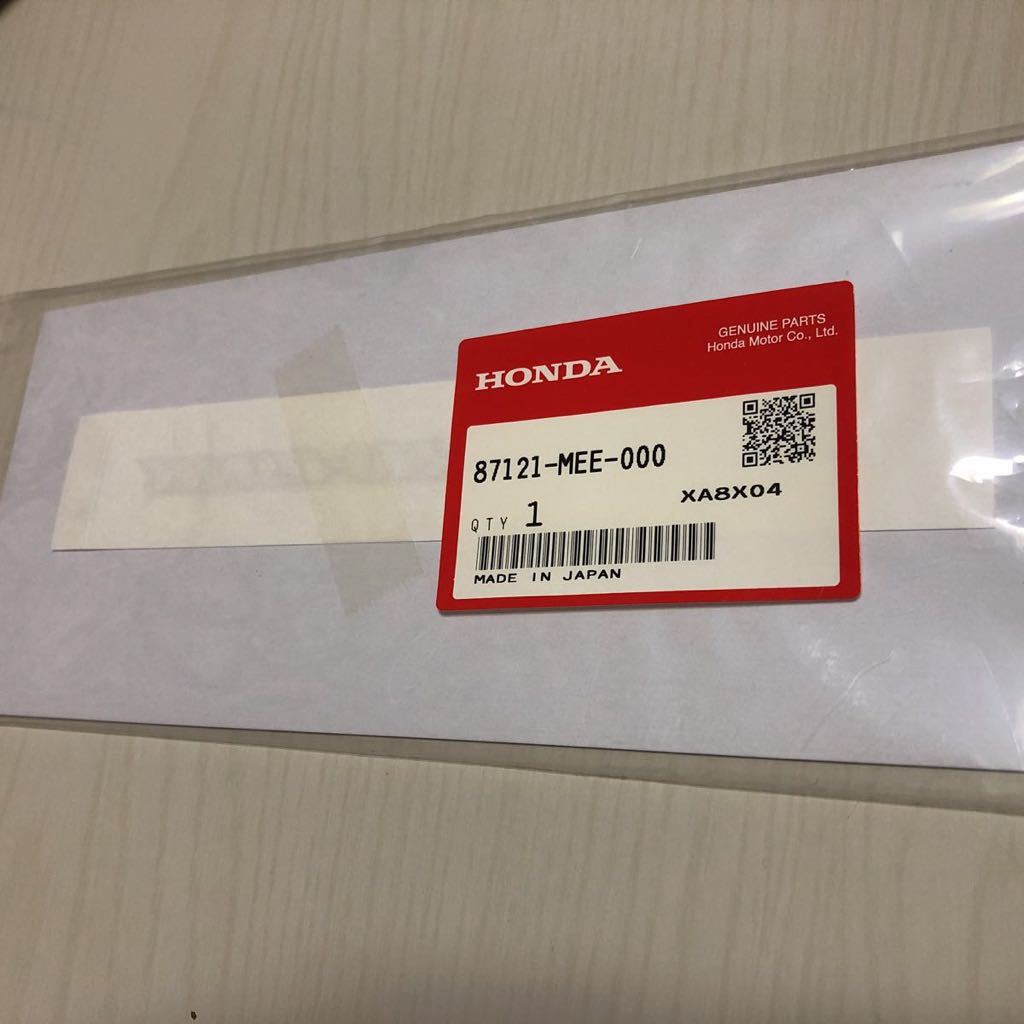 GENUINE PARTS
Honda Motor Co., Ltd.
HONDA
87121-MEE-000
XA8X04
QTY 1
MADE IN JAPAN